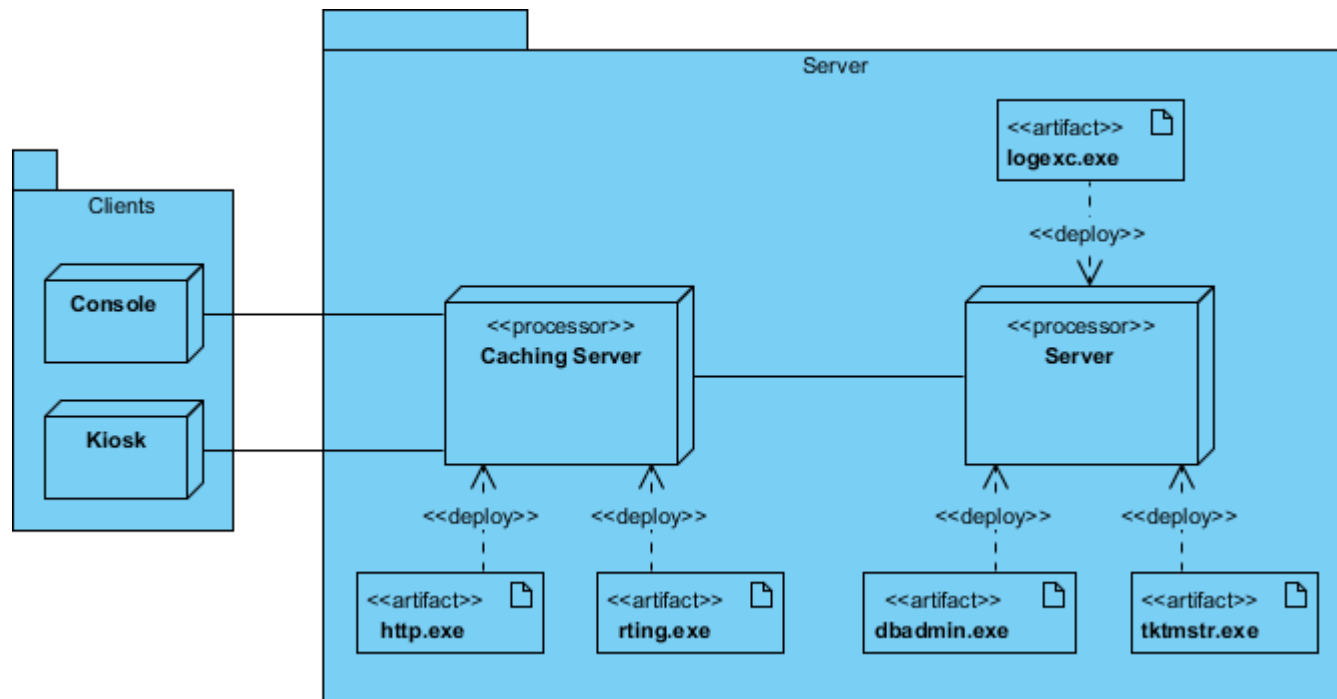 Server
<<artifact>>
logexc.exe
<<deploy>>
Clients
Console
Kiosk
<<processor>>
Caching Server
<<processor>>
Server
<<deploy>>
<<deploy>>
<<deploy>>
<<deploy>>
<<artifact>>
http.exe
<<artifact>>
rting.exe
<<artifact>>
dbadmin.exe
<<artifact>>
tktmstr.exe